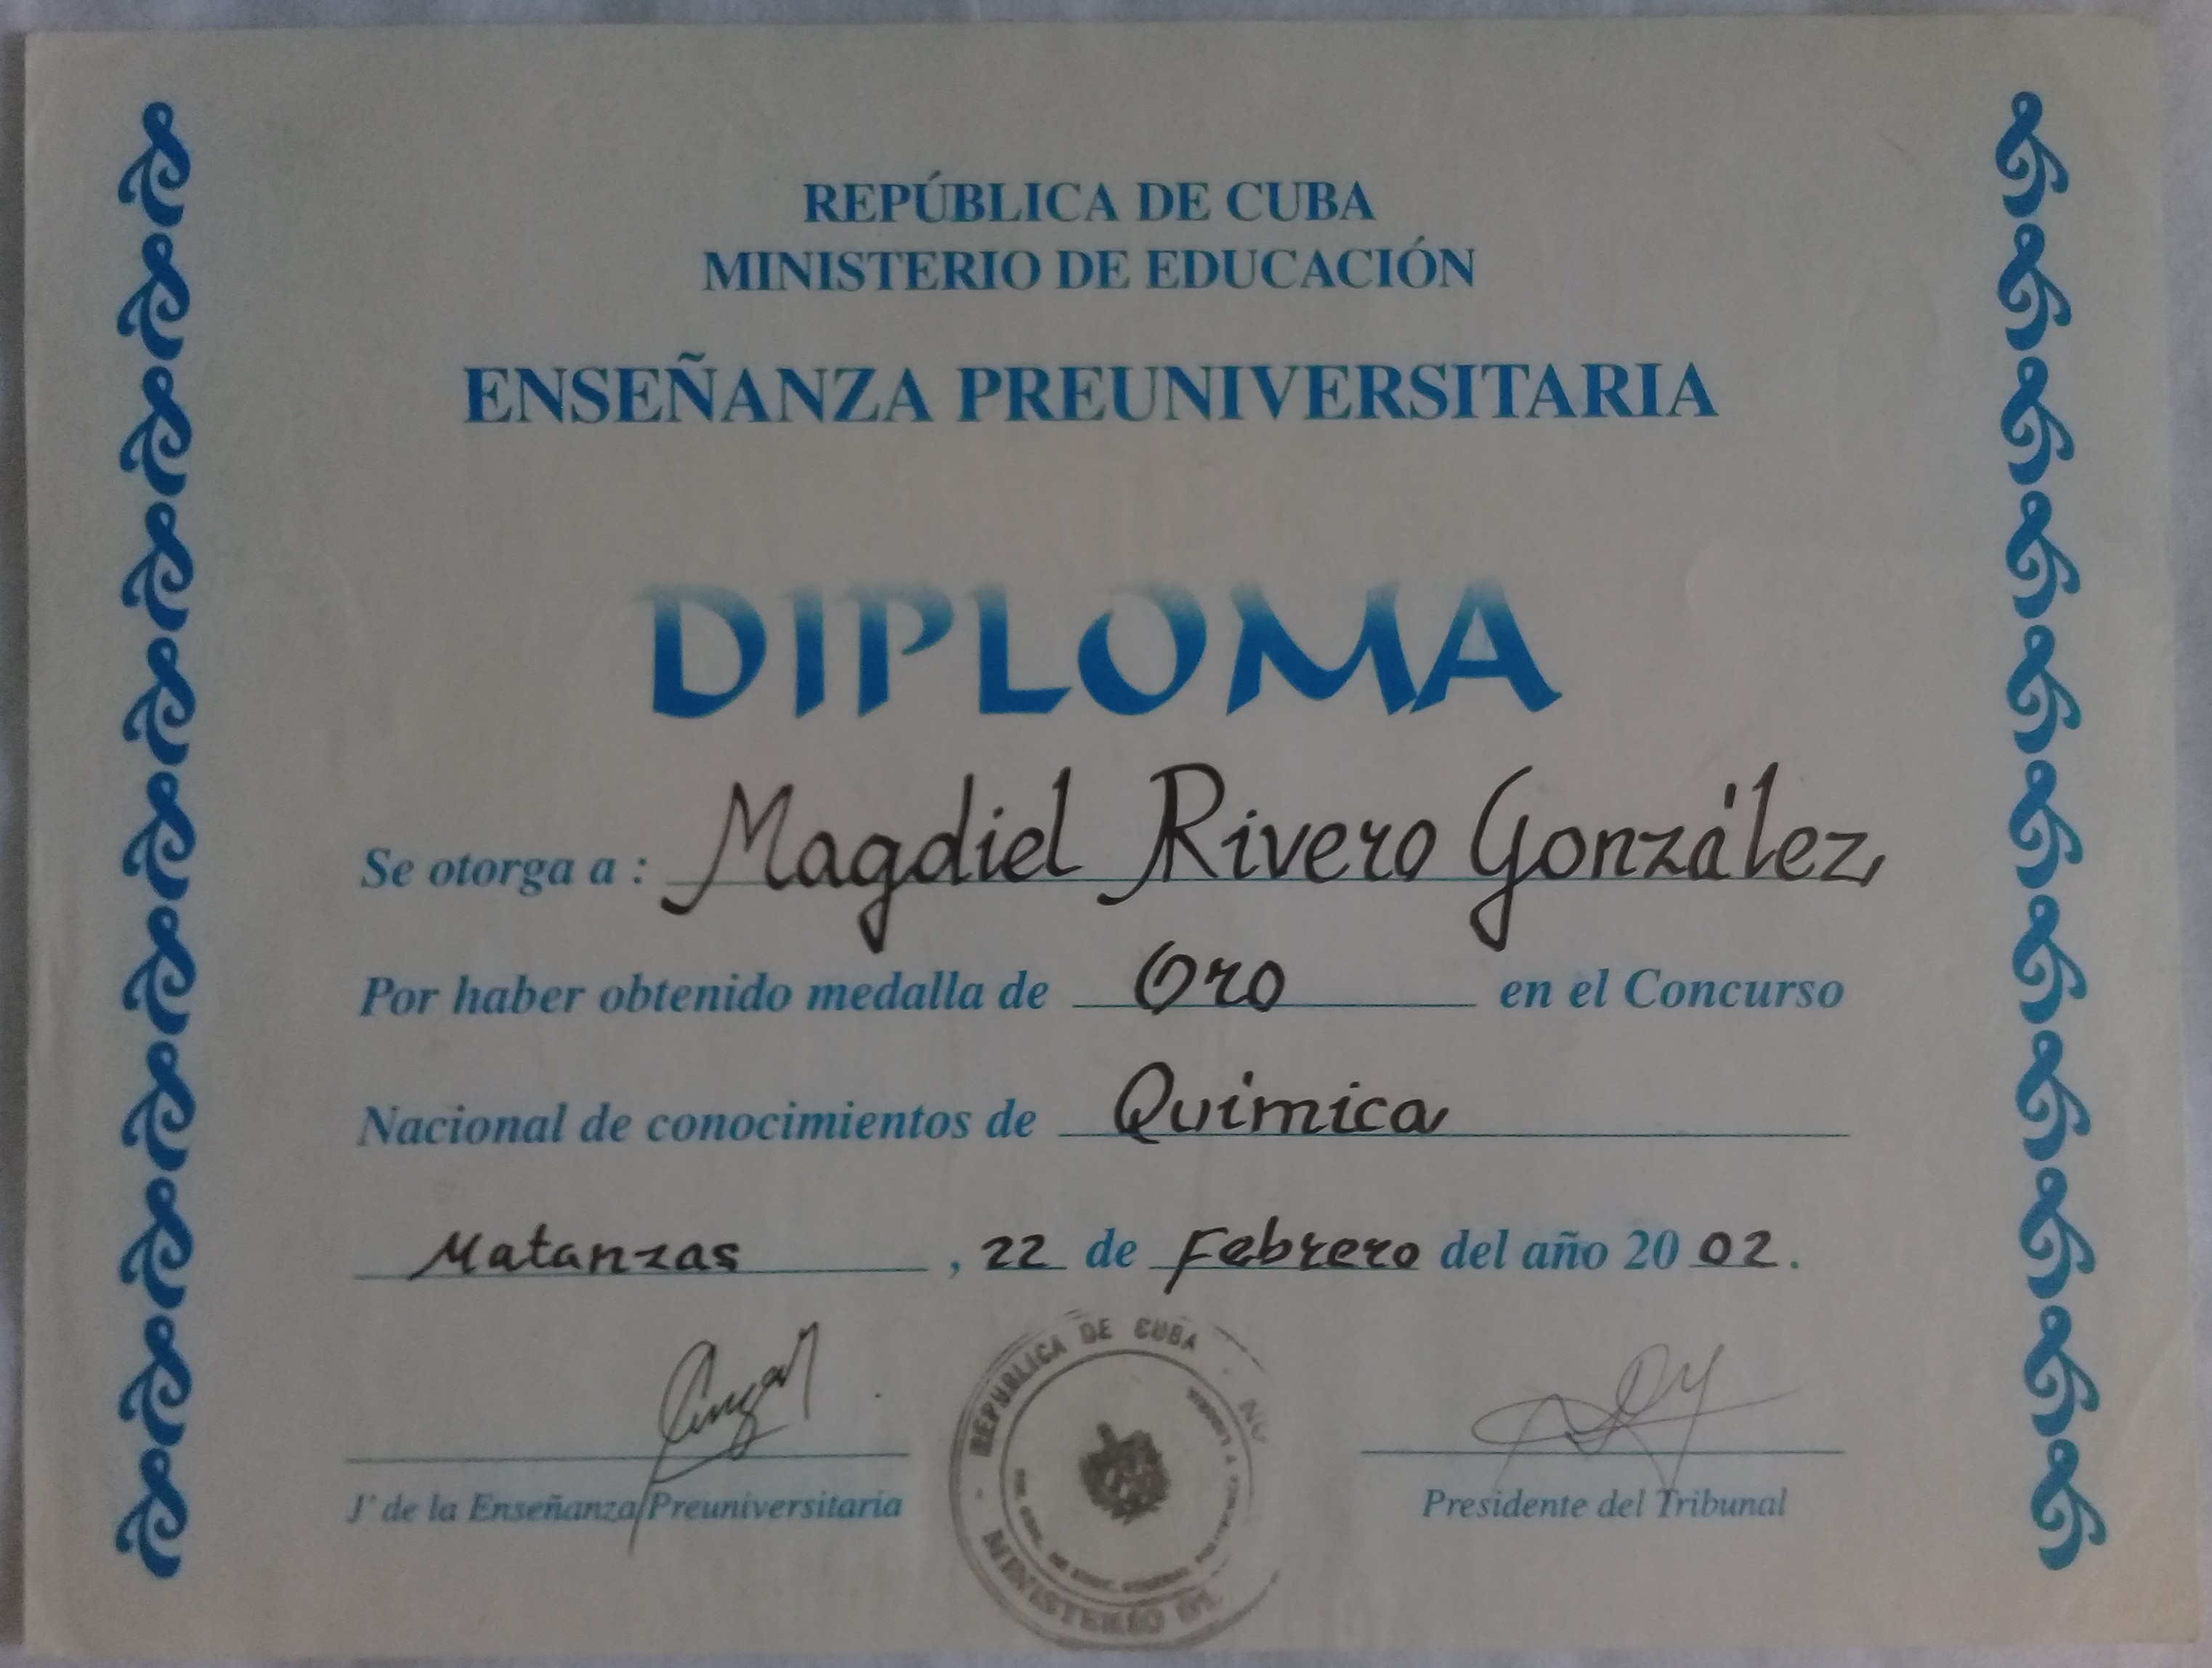 REPÚBLICA DE CUBA
MINISTERIO DE EDUCACIÓN
ENSEÑANZA PREUNIVERSITARIA
DIPLOMA
Se otorga a : Magdiel Rivero González
Por haber obtenido medalla de Oro en el Concurso
Nacional de conocimientos de Química
Matanzas, 22 de Febrero del año 2002.
J' de la Enseñanza Preuniversitaria
Presidente del Tribunal
REPUBLICA DE CUBA
MINISTERIO DE